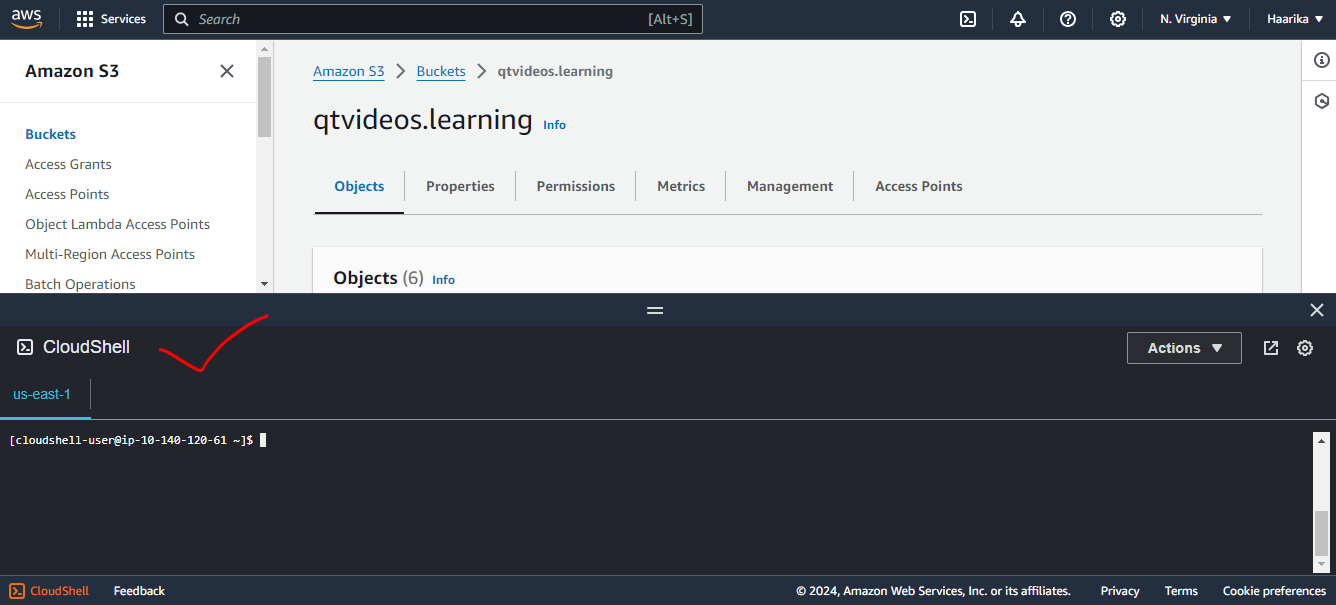 aws Services Search [Alt+S] N. Virginia ▼ Haarika ▼
Amazon S3
Buckets
Access Grants
Access Points
Object Lambda Access Points
Multi-Region Access Points
Batch Operations
Amazon S3 > Buckets > qtvideos.learning
qtvideos.learning Info
Objects Properties Permissions Metrics Management Access Points
Objects (6) Info
CloudShell
Actions ▼
us-east-1
[cloudshell-user@ip-10-140-120-61 ~]$
CloudShell Feedback © 2024, Amazon Web Services, Inc. or its affiliates. Privacy Terms Cookie preferences